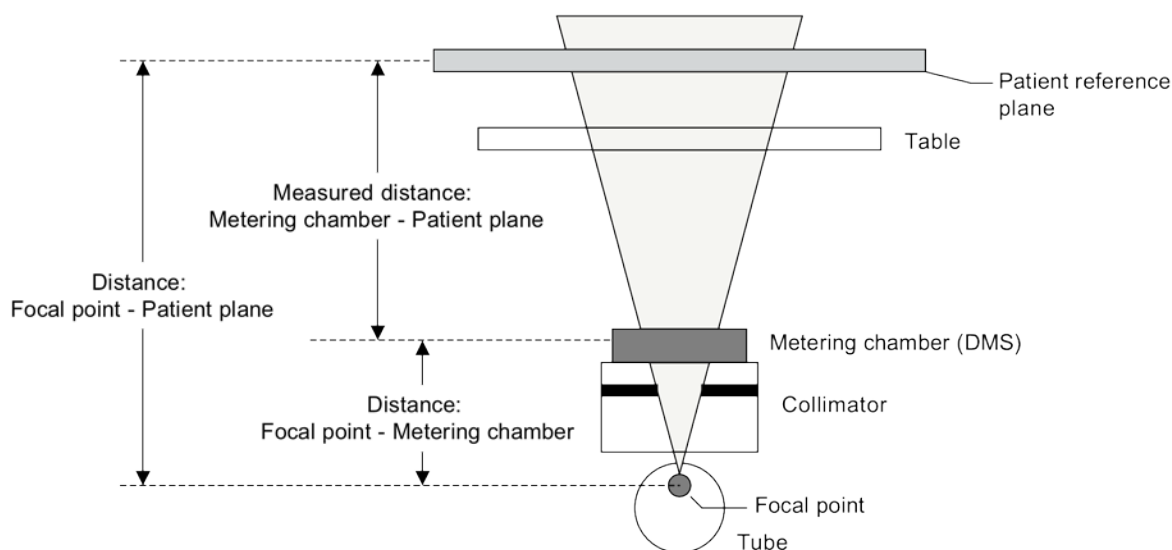 Patient reference
plane
Table
Measured distance:
Metering chamber - Patient plane
Distance:
Focal point - Patient plane
Metering chamber (DMS)
Collimator
Distance:
Focal point - Metering chamber
Focal point
Tube